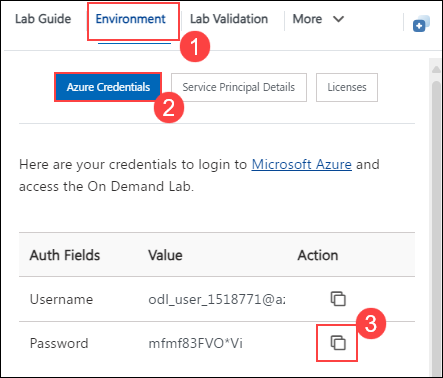 Lab Guide Environment Lab Validation More
1
Azure Credentials Service Principal Details Licenses
2
Here are your credentials to login to Microsoft Azure and
access the On Demand Lab.
Auth Fields Value Action
Username odl_user_1518771@az
3
Password mfmf83FVO*Vi